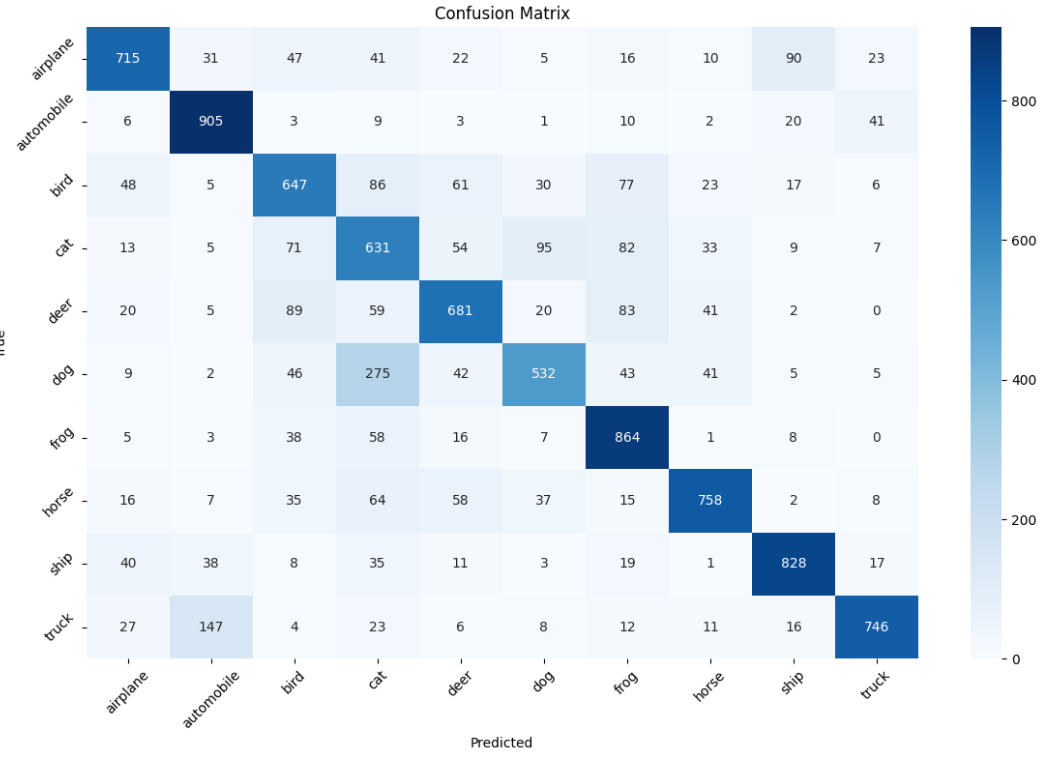 Confusion Matrix
airplane 715 31 47 41 22 5 16 10 90 23
automobile 6 905 3 9 3 1 10 2 20 41
bird 48 5 647 86 61 30 77 23 17 6
cat 13 5 71 631 54 95 82 33 9 7
deer 20 5 89 59 681 20 83 41 2 0
dog 9 2 46 275 42 532 43 41 5 5
frog 5 3 38 58 16 7 864 1 8 0
horse 16 7 35 64 58 37 15 758 2 8
ship 40 38 8 35 11 3 19 1 828 17
truck 27 147 4 23 6 8 12 11 16 746
airplane automobile bird cat deer dog frog horse ship truck
Predicted
800
600
400
200
0